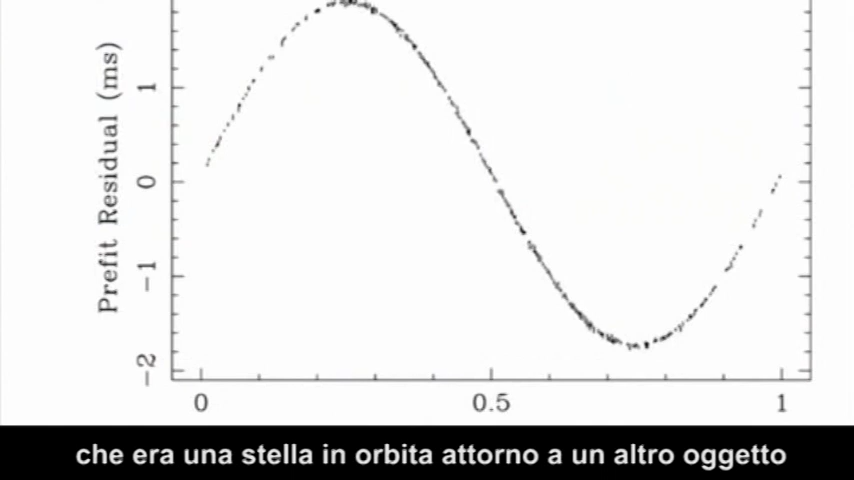 Prefit Residual (ms)
1
0
−1
−2
0 0.5 1
che era una stella in orbita attorno a un altro oggetto